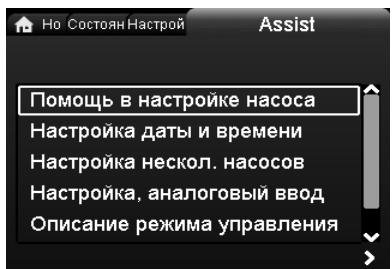 Но Состоян Настрой Assist
Помощь в настройке насоса
Настройка даты и времени
Настройка нескол. насосов
Настройка, аналоговый ввод
Описание режима управления